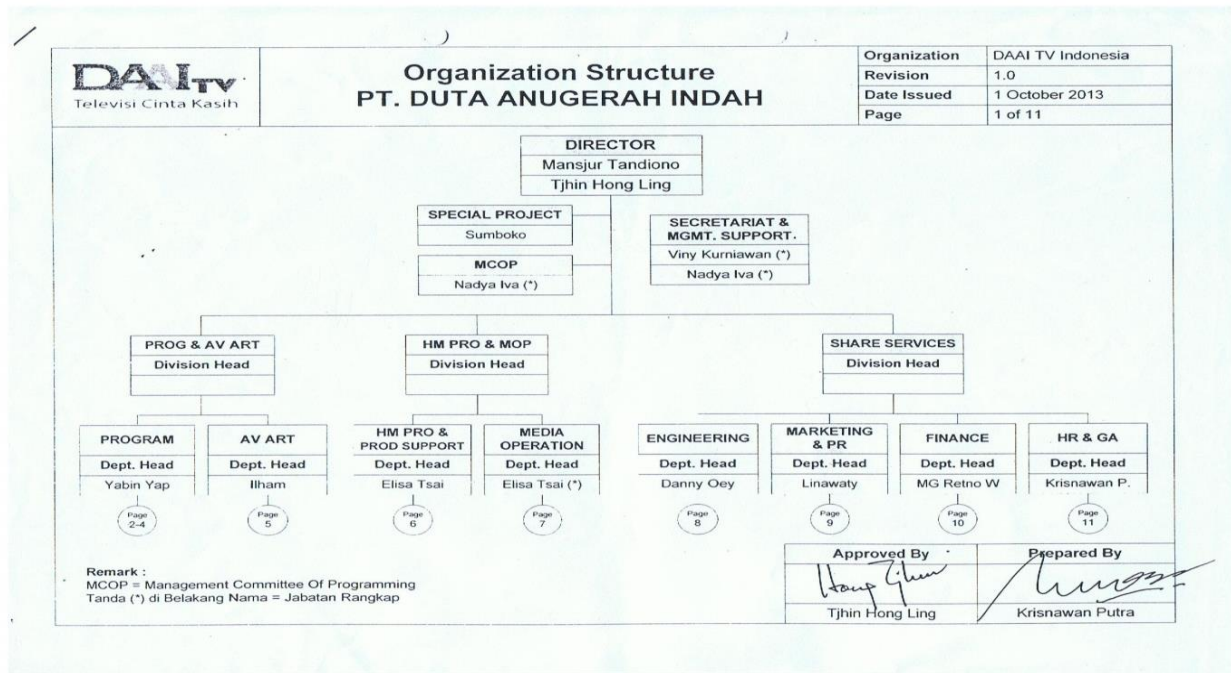 DAAI TV
Televisi Cinta Kasih
Organization Structure
PT. DUTA ANUGERAH INDAH
Organization DAAI TV Indonesia
Revision 1.0
Date Issued 1 October 2013
Page 1 of 11
DIRECTOR
Mansjur Tandiono
Tjhin Hong Ling
SPECIAL PROJECT
Sumboko
MCOP
Nadya Iva (*)
SECRETARIAT &
MGMT. SUPPORT.
Viny Kurniawan (*)
Nadya Iva (*)
PROG & AV ART
Division Head
HM PRO & MOP
Division Head
SHARE SERVICES
Division Head
PROGRAM
Dept. Head
Yabin Yap
Page
2-4
AV ART
Dept. Head
Ilham
Page
5
HM PRO &
PROD SUPPORT
Dept. Head
Elisa Tsai
Page
6
MEDIA
OPERATION
Dept. Head
Elisa Tsai (*)
Page
7
ENGINEERING
Dept. Head
Danny Oey
Page
8
MARKETING
& PR
Dept. Head
Linawaty
Page
9
FINANCE
Dept. Head
MG Retno W
Page
10
HR & GA
Dept. Head
Krisnawan P.
Page
11
Remark :
MCOP = Management Committee Of Programming
Tanda (*) di Belakang Nama = Jabatan Rangkap
Approved By
Tjhin Hong Ling
Prepared By
Krisnawan Putra